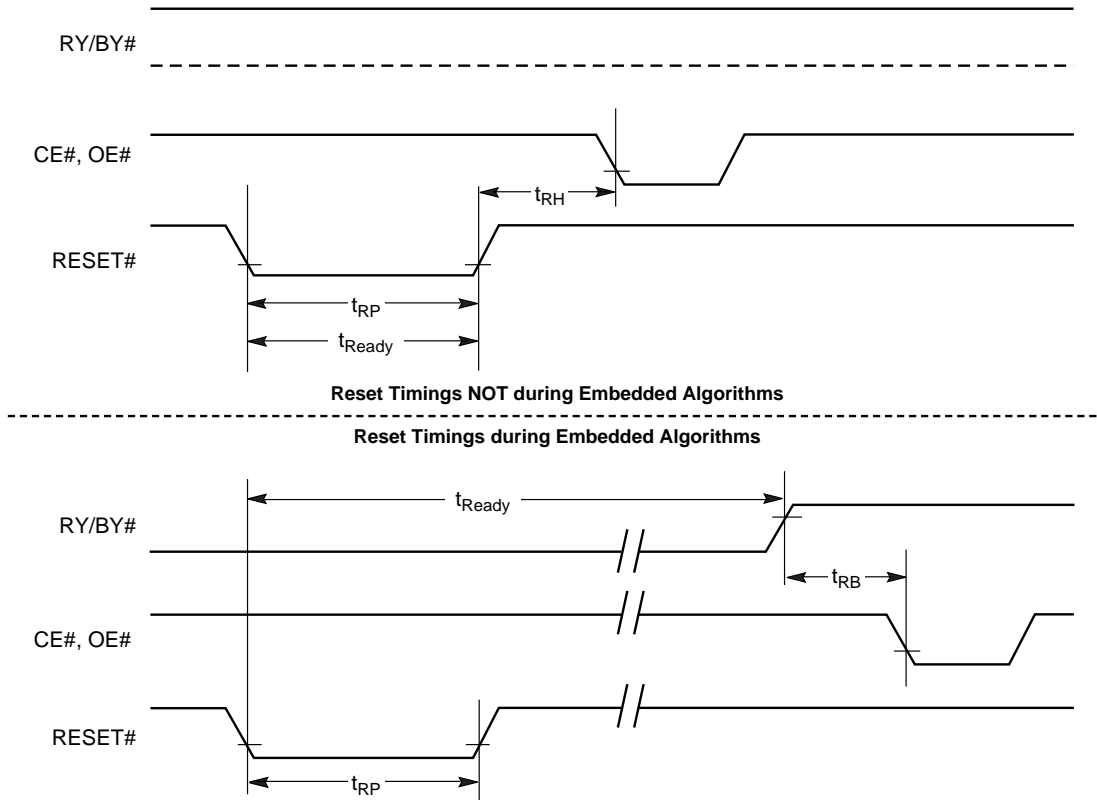 RY/BY#
CE#, OE#
tRH
RESET#
tRP
tReady
Reset Timings NOT during Embedded Algorithms
Reset Timings during Embedded Algorithms
tReady
RY/BY#
tRB
CE#, OE#
RESET#
tRP